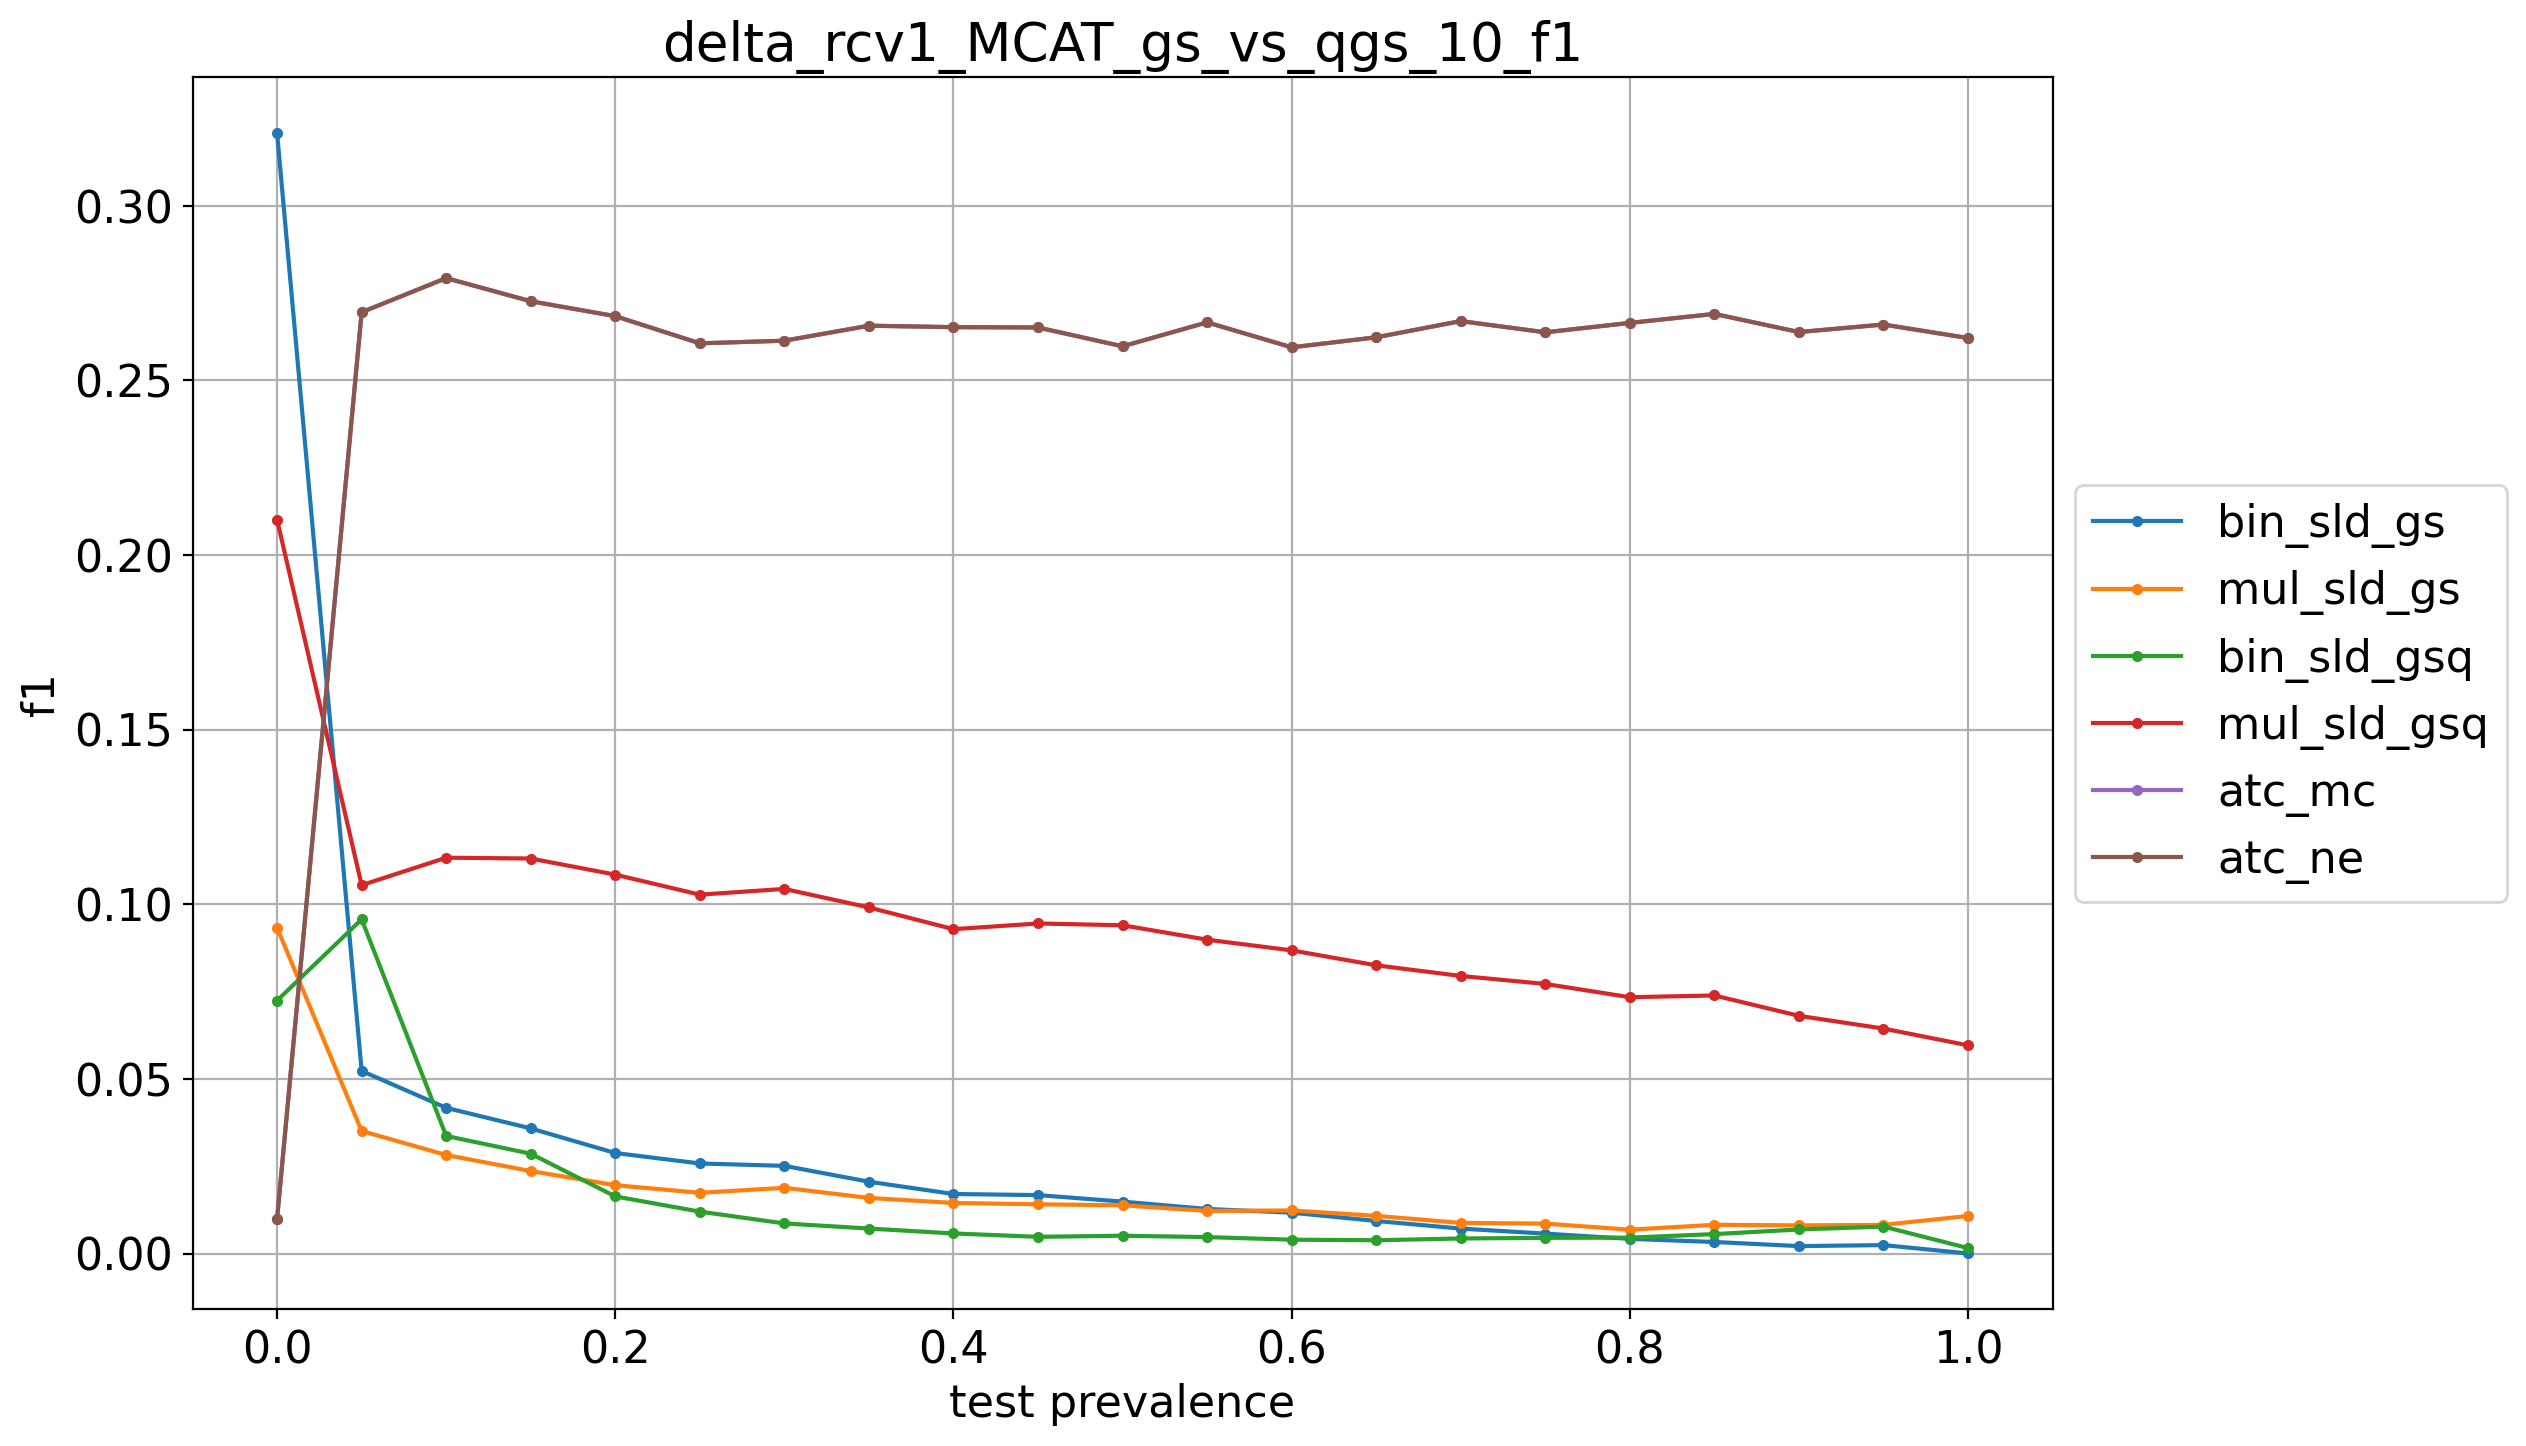 delta_rcv1_MCAT_gs_vs_qgs_10_f1
0.30
0.25
0.20
0.15
0.10
0.05
0.00
f1
0.0 0.2 0.4 0.6 0.8 1.0
test prevalence
bin_sld_gs
mul_sld_gs
bin_sld_gsq
mul_sld_gsq
atc_mc
atc_ne